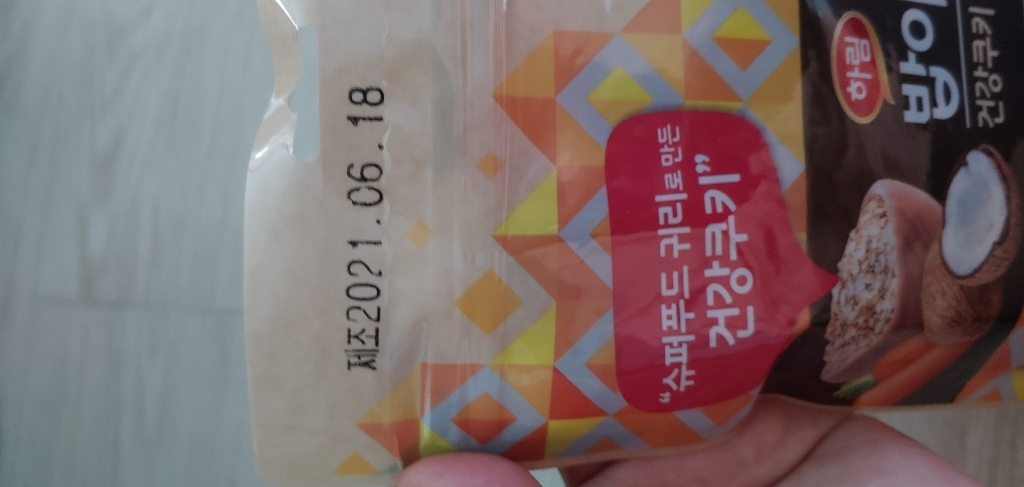 제조2021.06.18
"슈퍼푸드 귀리로 만든
건강쿠키"
하림
건강쿠키